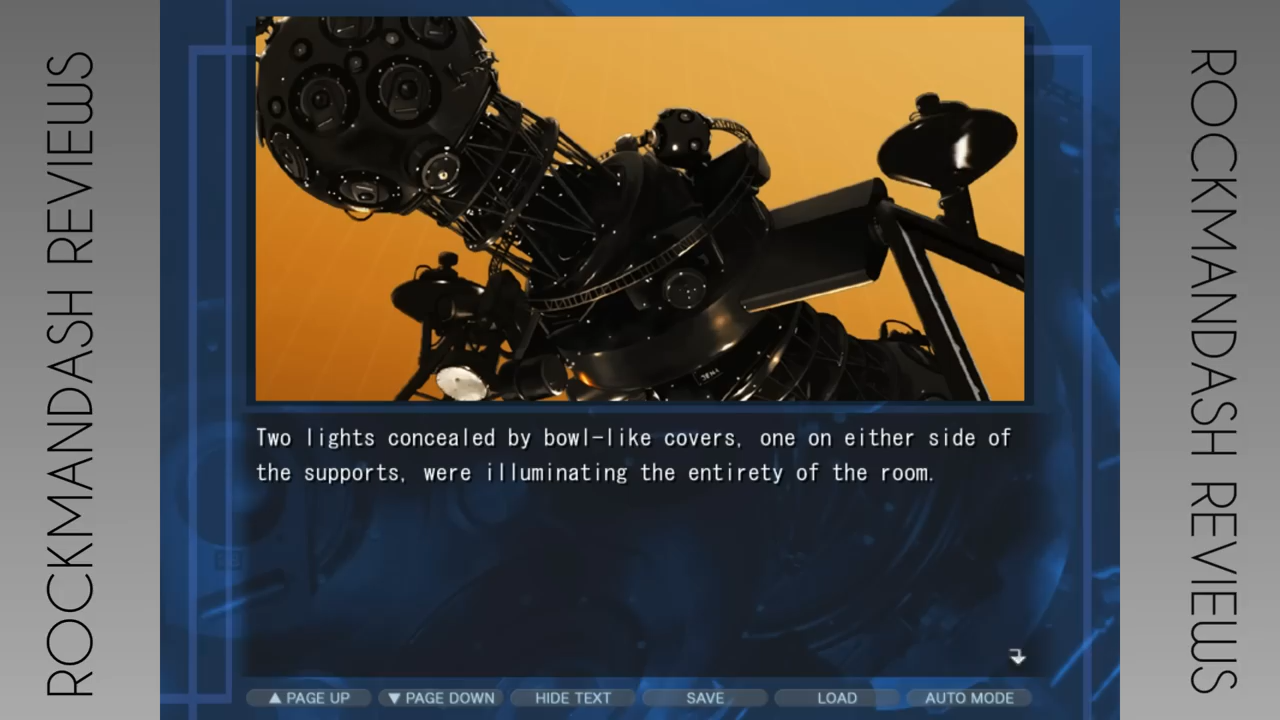 ROCKMANDASH REVIEWS
Two lights concealed by bowl-like covers, one on either side of
the supports, were illuminating the entirety of the room.
▲ PAGE UP
▼ PAGE DOWN
HIDE TEXT
SAVE
LOAD
AUTO MODE
ROCKMANDASH REVIEWS